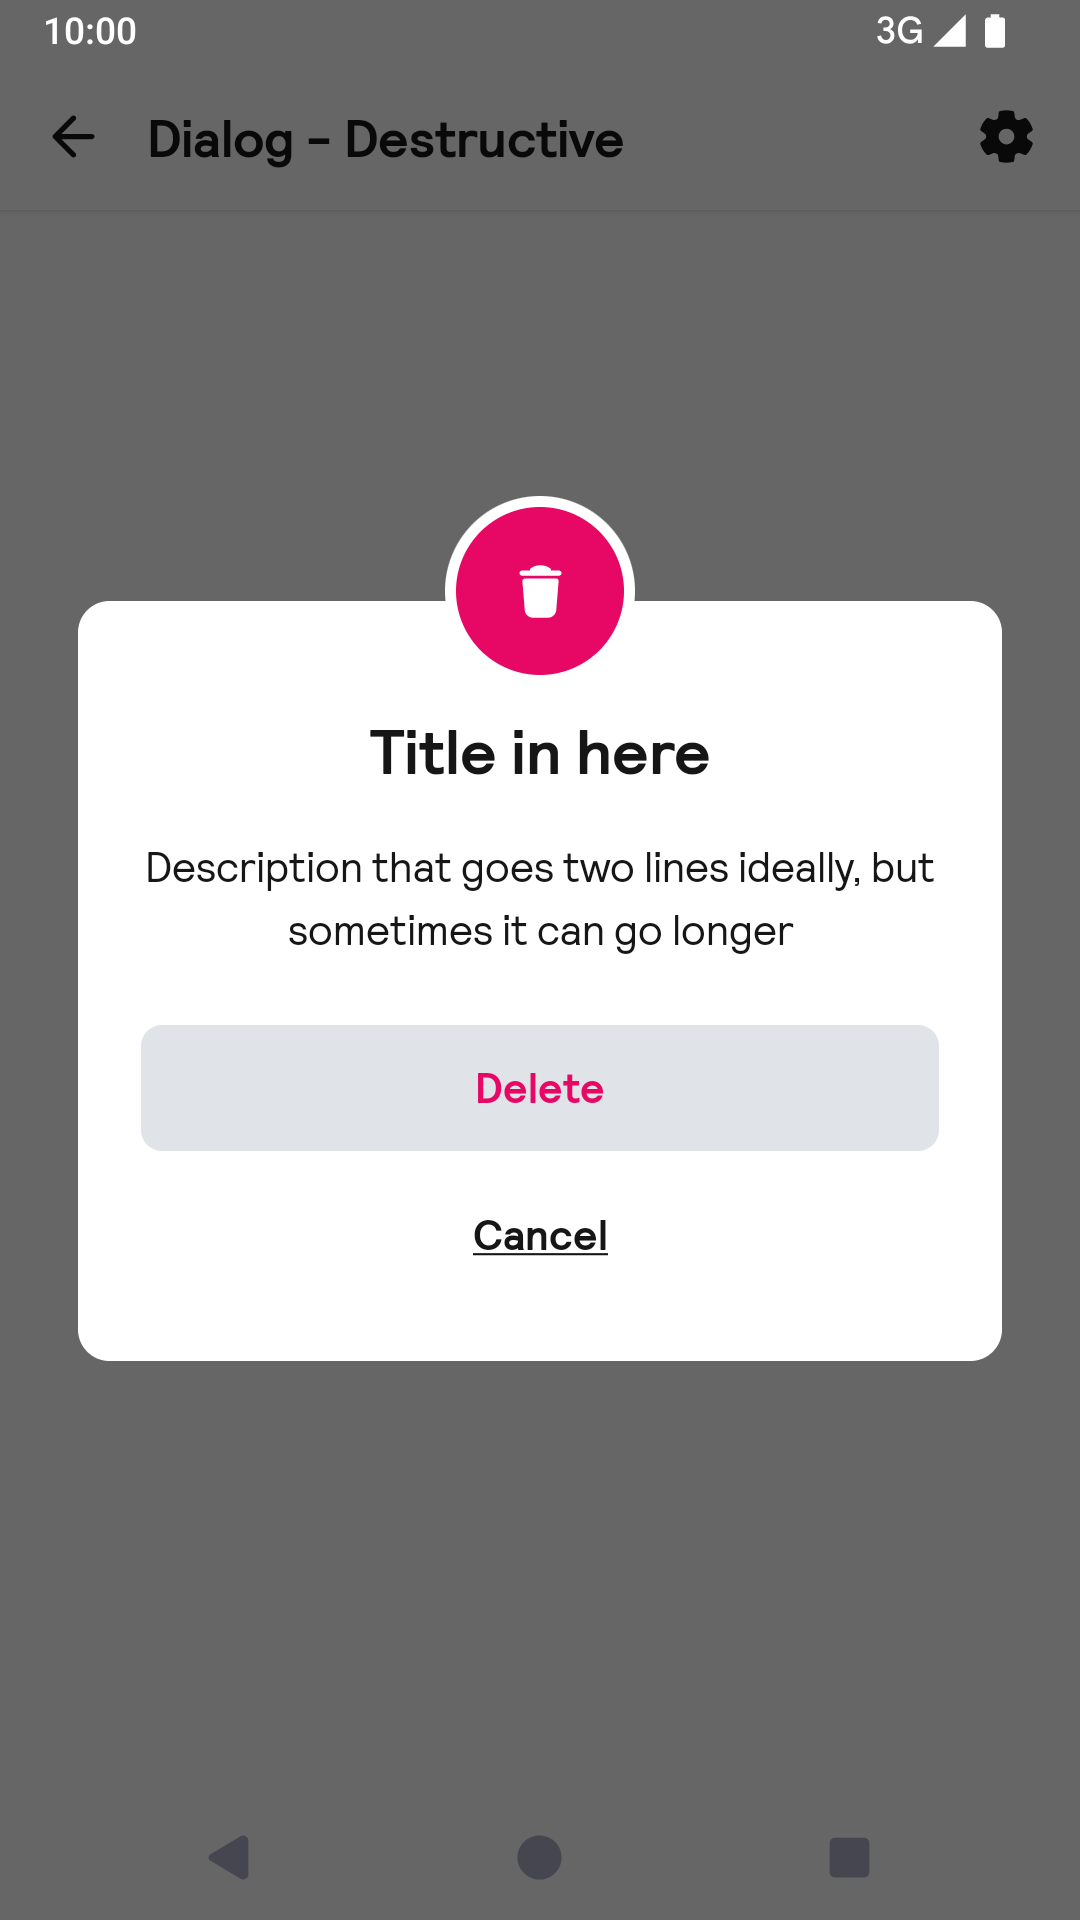 10:00
3G
Dialog - Destructive
Title in here
Description that goes two lines ideally, but
sometimes it can go longer
Delete
Cancel